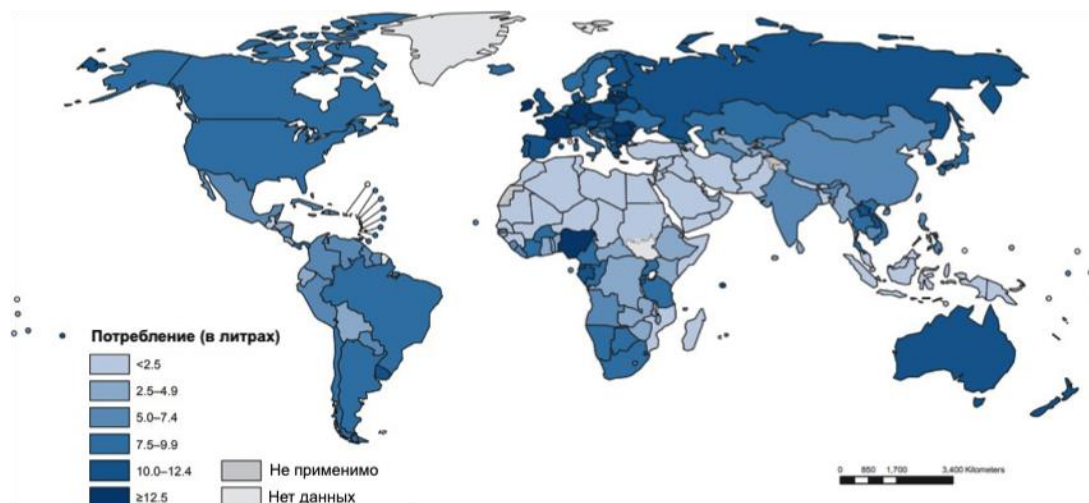 Потребление (в литрах)
<2.5
2.5–4.9
5.0–7.4
7.5–9.9
10.0–12.4
≥12.5
Не применимо
Нет данных
0 850 1,700 3,400 Kilometers